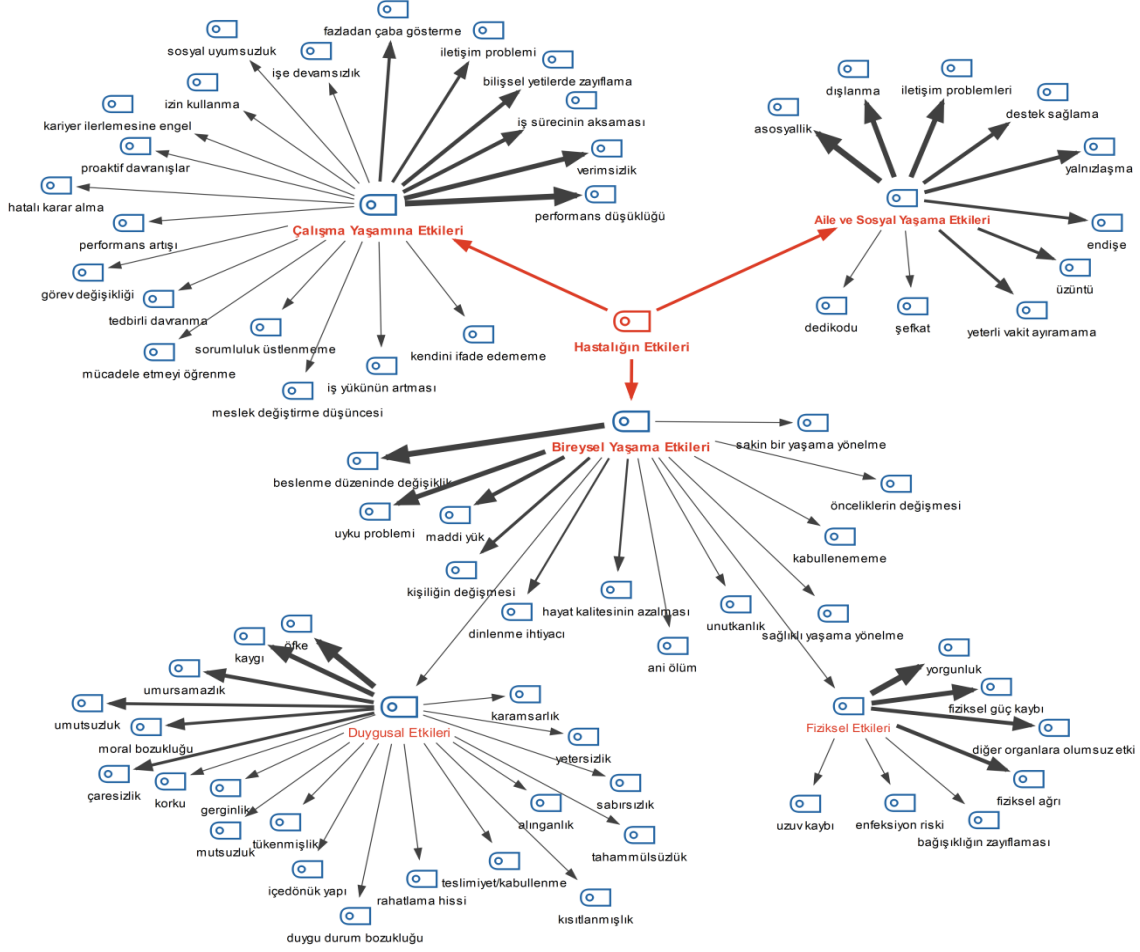 fazladan çaba gösterme
sosyal uyumsuzluk
iletişim problemi
işe devamsızlık
bilişsel yetilerde zayıflama
izin kullanma
iş sürecinin aksaması
kariyer ilerlemesine engel
verimsizlik
proaktif davranışlar
hatalı karar alma
performans düşüklüğü
Çalışma Yaşamına Etkileri
performans artışı
görev değişikliği
tedbirli davranma
sorumluluk üstlenmeme
kendini ifade edememe
mücadele etmeyi öğrenme
iş yükünün artması
meslek değiştirme düşüncesi
dışlanma
iletişim problemleri
destek sağlama
asosyallik
yalnızlaşma
Aile ve Sosyal Yaşama Etkileri
endişe
üzüntü
dedikodu
şefkat
yeterli vakit ayıramama
Hastalığın Etkileri
Bireysel Yaşama Etkileri
sakin bir yaşama yönelme
beslenme düzeninde değişiklik
önceliklerin değişmesi
uyku problemi
maddi yük
kabullenememe
kişiliğin değişmesi
hayat kalitesinin azalması
dinlenme ihtiyacı
unutkanlık
sağlıklı yaşama yönelme
ani ölüm
öfke
kaygı
umursamazlık
umutsuzluk
karamsarlık
moral bozukluğu
Duygusal Etkileri
yetersizlik
çaresizlik
korku
gerginlik
sabırsızlık
alınganlık
mutsuzluk
tükenmişlik
tahammülsüzlük
içedönük yapı
teslimiyet/kabullenme
rahatlama hissi
kısıtlanmışlık
duygu durum bozukluğu
yorgunluk
fiziksel güç kaybı
Fiziksel Etkileri
diğer organlara olumsuz etki
fiziksel ağrı
uzuv kaybı
enfeksiyon riski
bağışıklığın zayıflaması